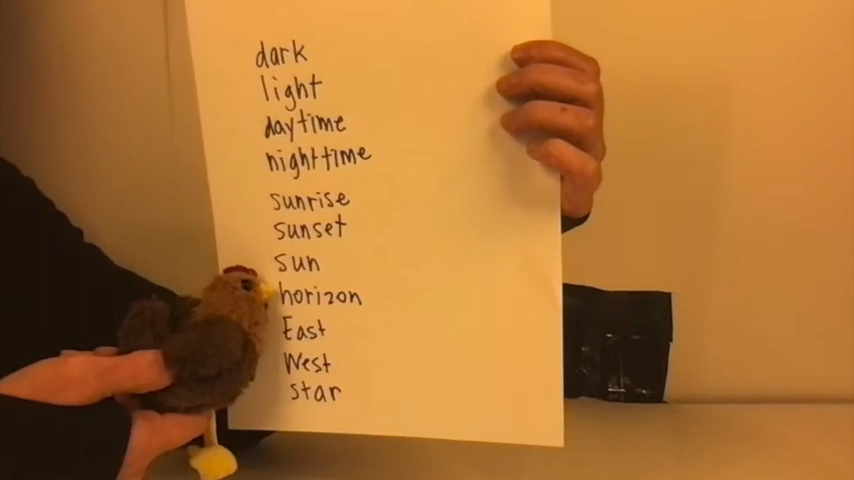 dark
light
daytime
nighttime
sunrise
sunset
sun
horizon
East
West
star